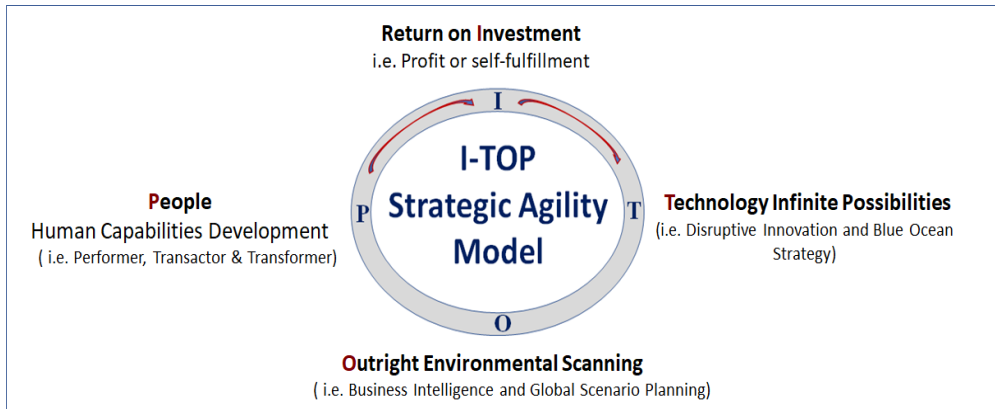 Return on Investment
i.e. Profit or self-fulfillment
I
I-TOP
Strategic Agility
Model
P
T
People
Human Capabilities Development
( i.e. Performer, Transactor & Transformer)
Technology Infinite Possibilities
(i.e. Disruptive Innovation and Blue Ocean
Strategy)
O
Outright Environmental Scanning
( i.e. Business Intelligence and Global Scenario Planning)